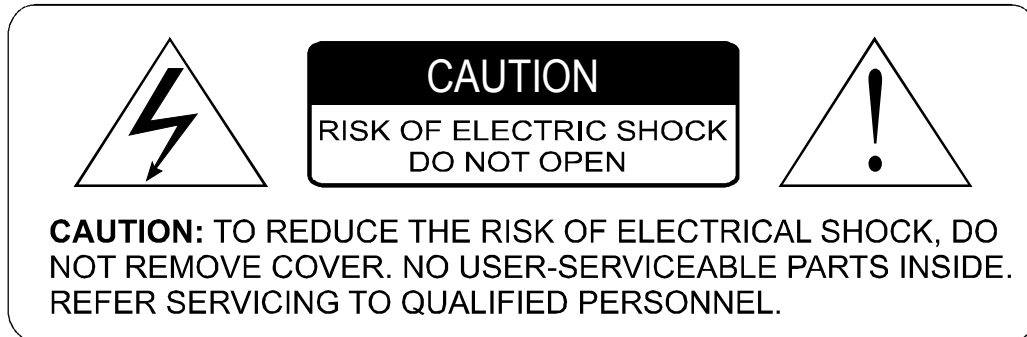 CAUTION
RISK OF ELECTRIC SHOCK
DO NOT OPEN
CAUTION: TO REDUCE THE RISK OF ELECTRICAL SHOCK, DO
NOT REMOVE COVER. NO USER-SERVICEABLE PARTS INSIDE.
REFER SERVICING TO QUALIFIED PERSONNEL.